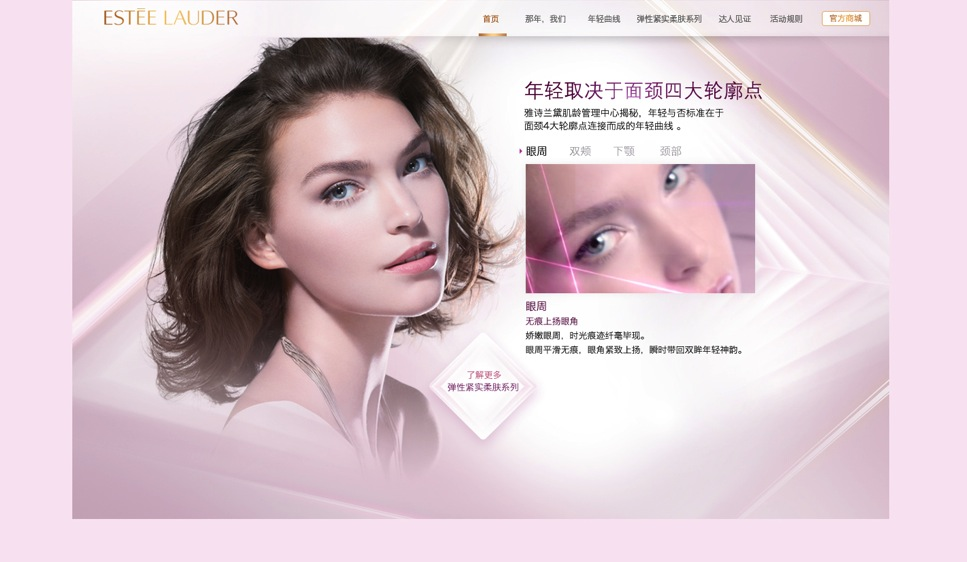 ESTĒE LAUDER
首页
那年，我们
年轻曲线
弹性紧实柔肤系列
达人见证
活动规则
官方商城
年轻取决于面颈四大轮廓点
雅诗兰黛肌龄管理中心揭秘，年轻与否标准在于
面颈4大轮廓点连接而成的年轻曲线 。
眼周
双颊
下颚
颈部
眼周
无痕上扬眼角
娇嫩眼周，时光痕迹纤毫毕现。
眼周平滑无痕，眼角紧致上扬，瞬时带回双眸年轻神韵。
了解更多
弹性紧实柔肤系列